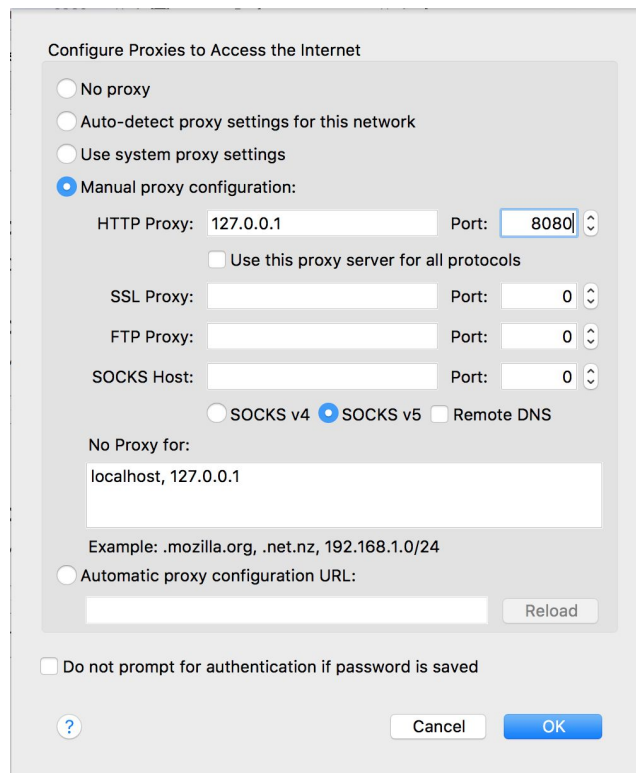 Configure Proxies to Access the Internet
No proxy
Auto-detect proxy settings for this network
Use system proxy settings
Manual proxy configuration:
HTTP Proxy: 127.0.0.1 Port: 8080
Use this proxy server for all protocols
SSL Proxy: Port: 0
FTP Proxy: Port: 0
SOCKS Host: Port: 0
SOCKS v4 SOCKS v5 Remote DNS
No Proxy for:
localhost, 127.0.0.1
Example: .mozilla.org, .net.nz, 192.168.1.0/24
Automatic proxy configuration URL:
Reload
Do not prompt for authentication if password is saved
? Cancel OK